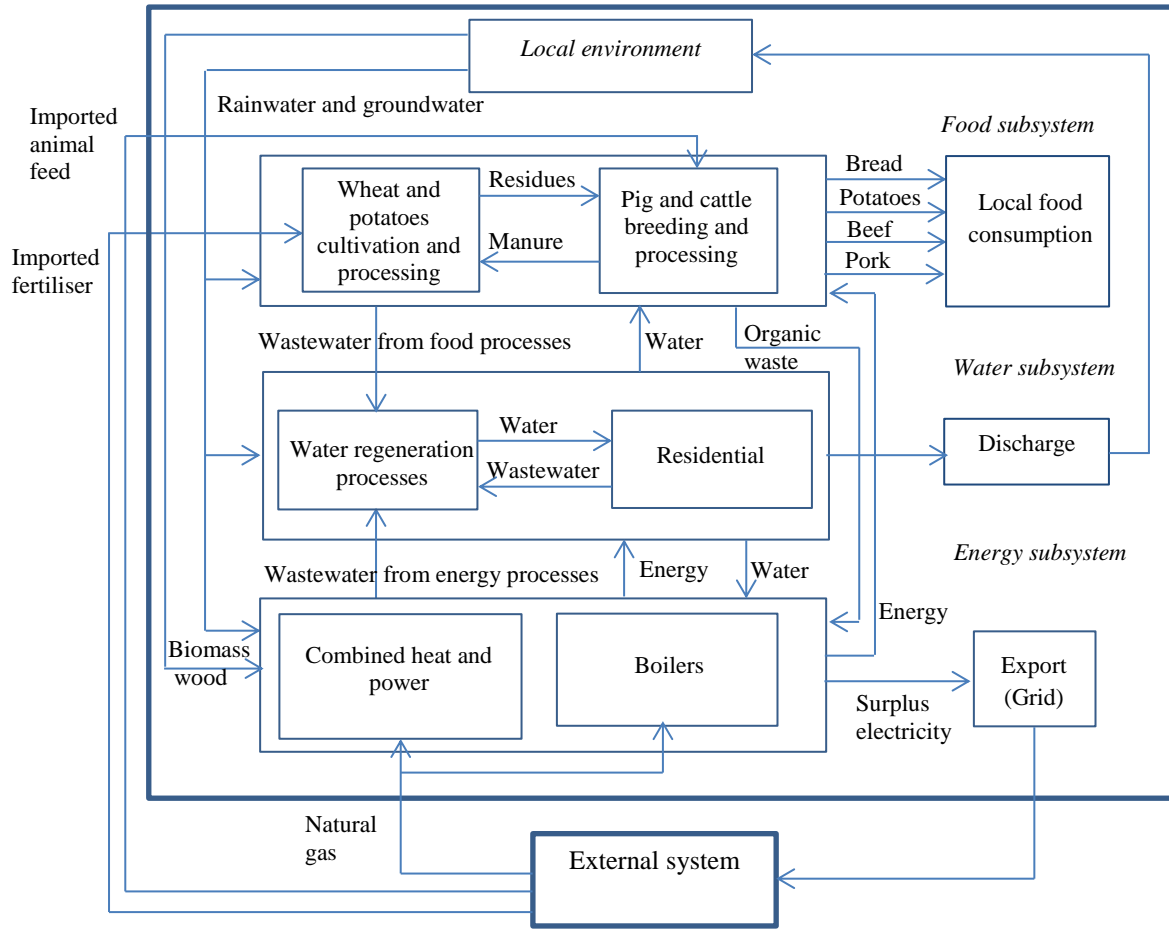 Local environment
Rainwater and groundwater
Imported
animal
feed
Food subsystem
Wheat and
potatoes
cultivation and
processing
Residues
Manure
Pig and cattle
breeding and
processing
Bread
Potatoes
Beef
Pork
Local food
consumption
Imported
fertiliser
Wastewater from food processes
Water
Organic
waste
Water subsystem
Water regeneration
processes
Water
Wastewater
Residential
Discharge
Wastewater from energy processes
Energy
Water
Energy subsystem
Energy
Biomass
wood
Combined heat and
power
Boilers
Export
(Grid)
Surplus
electricity
Natural
gas
External system